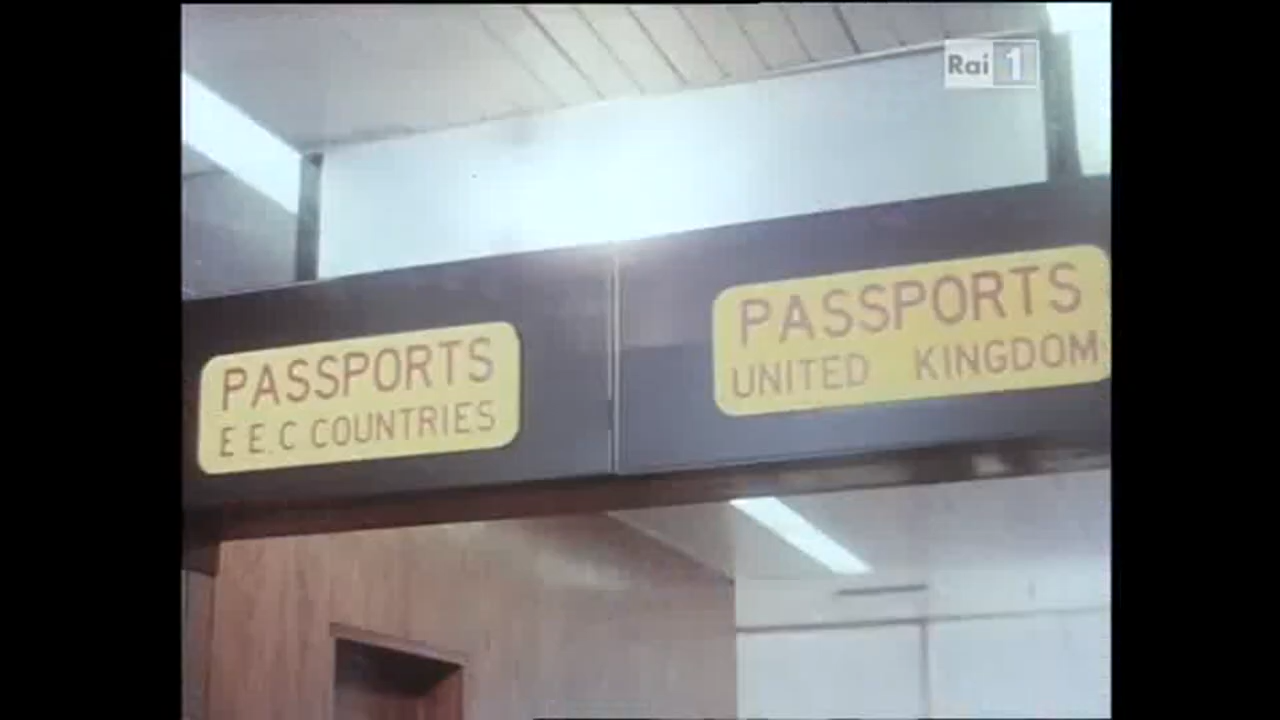 Rai 1
PASSPORTS
E E.C COUNTRIES
PASSPORTS
UNITED KINGDOM